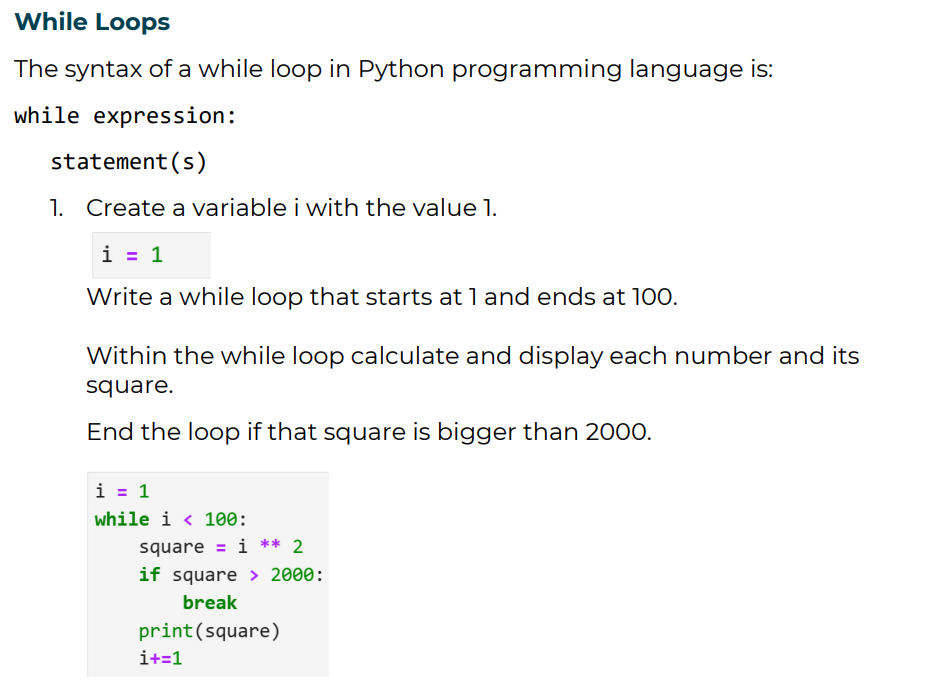 While Loops
The syntax of a while loop in Python programming language is:
while expression:
statement(s)
1. Create a variable i with the value 1.
i = 1
Write a while loop that starts at 1 and ends at 100.
Within the while loop calculate and display each number and its
square.
End the loop if that square is bigger than 2000.
i = 1
while i < 100:
    square = i ** 2
    if square > 2000:
        break
    print(square)
    i+=1